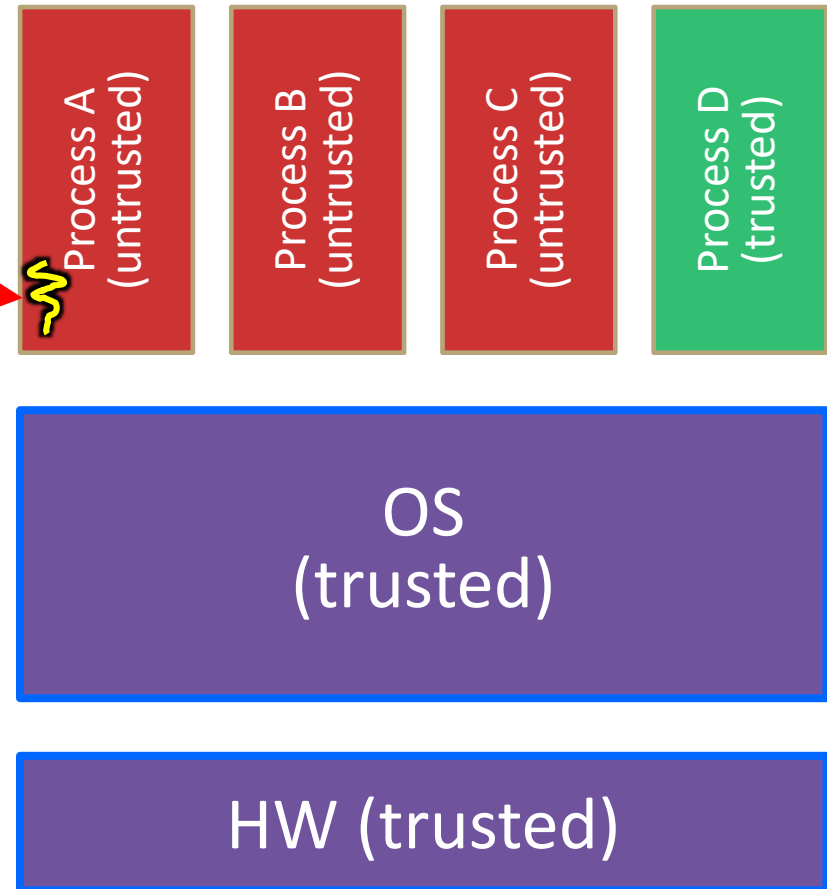 Process A
(untrusted)
Process B
(untrusted)
Process C
(untrusted)
Process D
(trusted)
OS
(trusted)
HW (trusted)